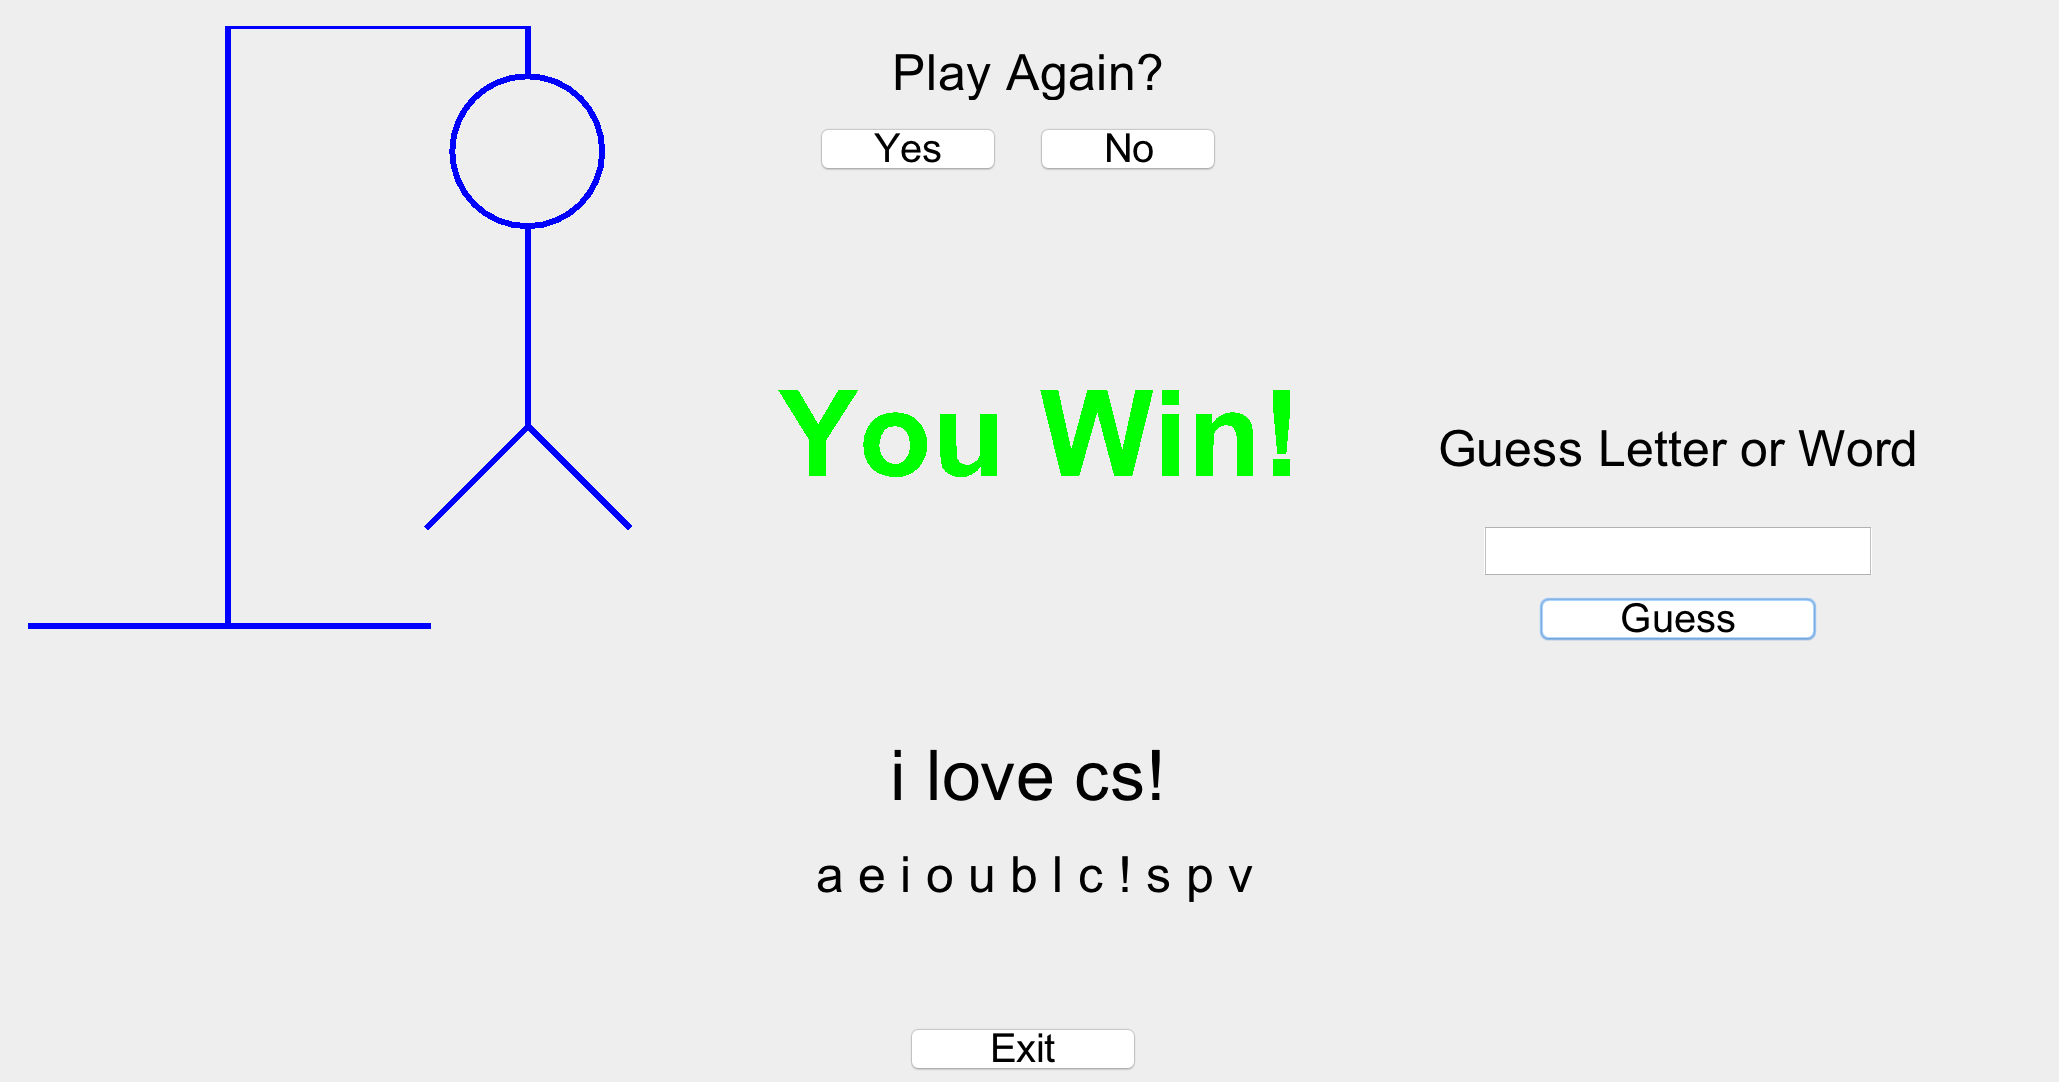 Play Again?
Yes No
You Win!
Guess Letter or Word
Guess
i love cs!
a e i o u b l c ! s p v
Exit